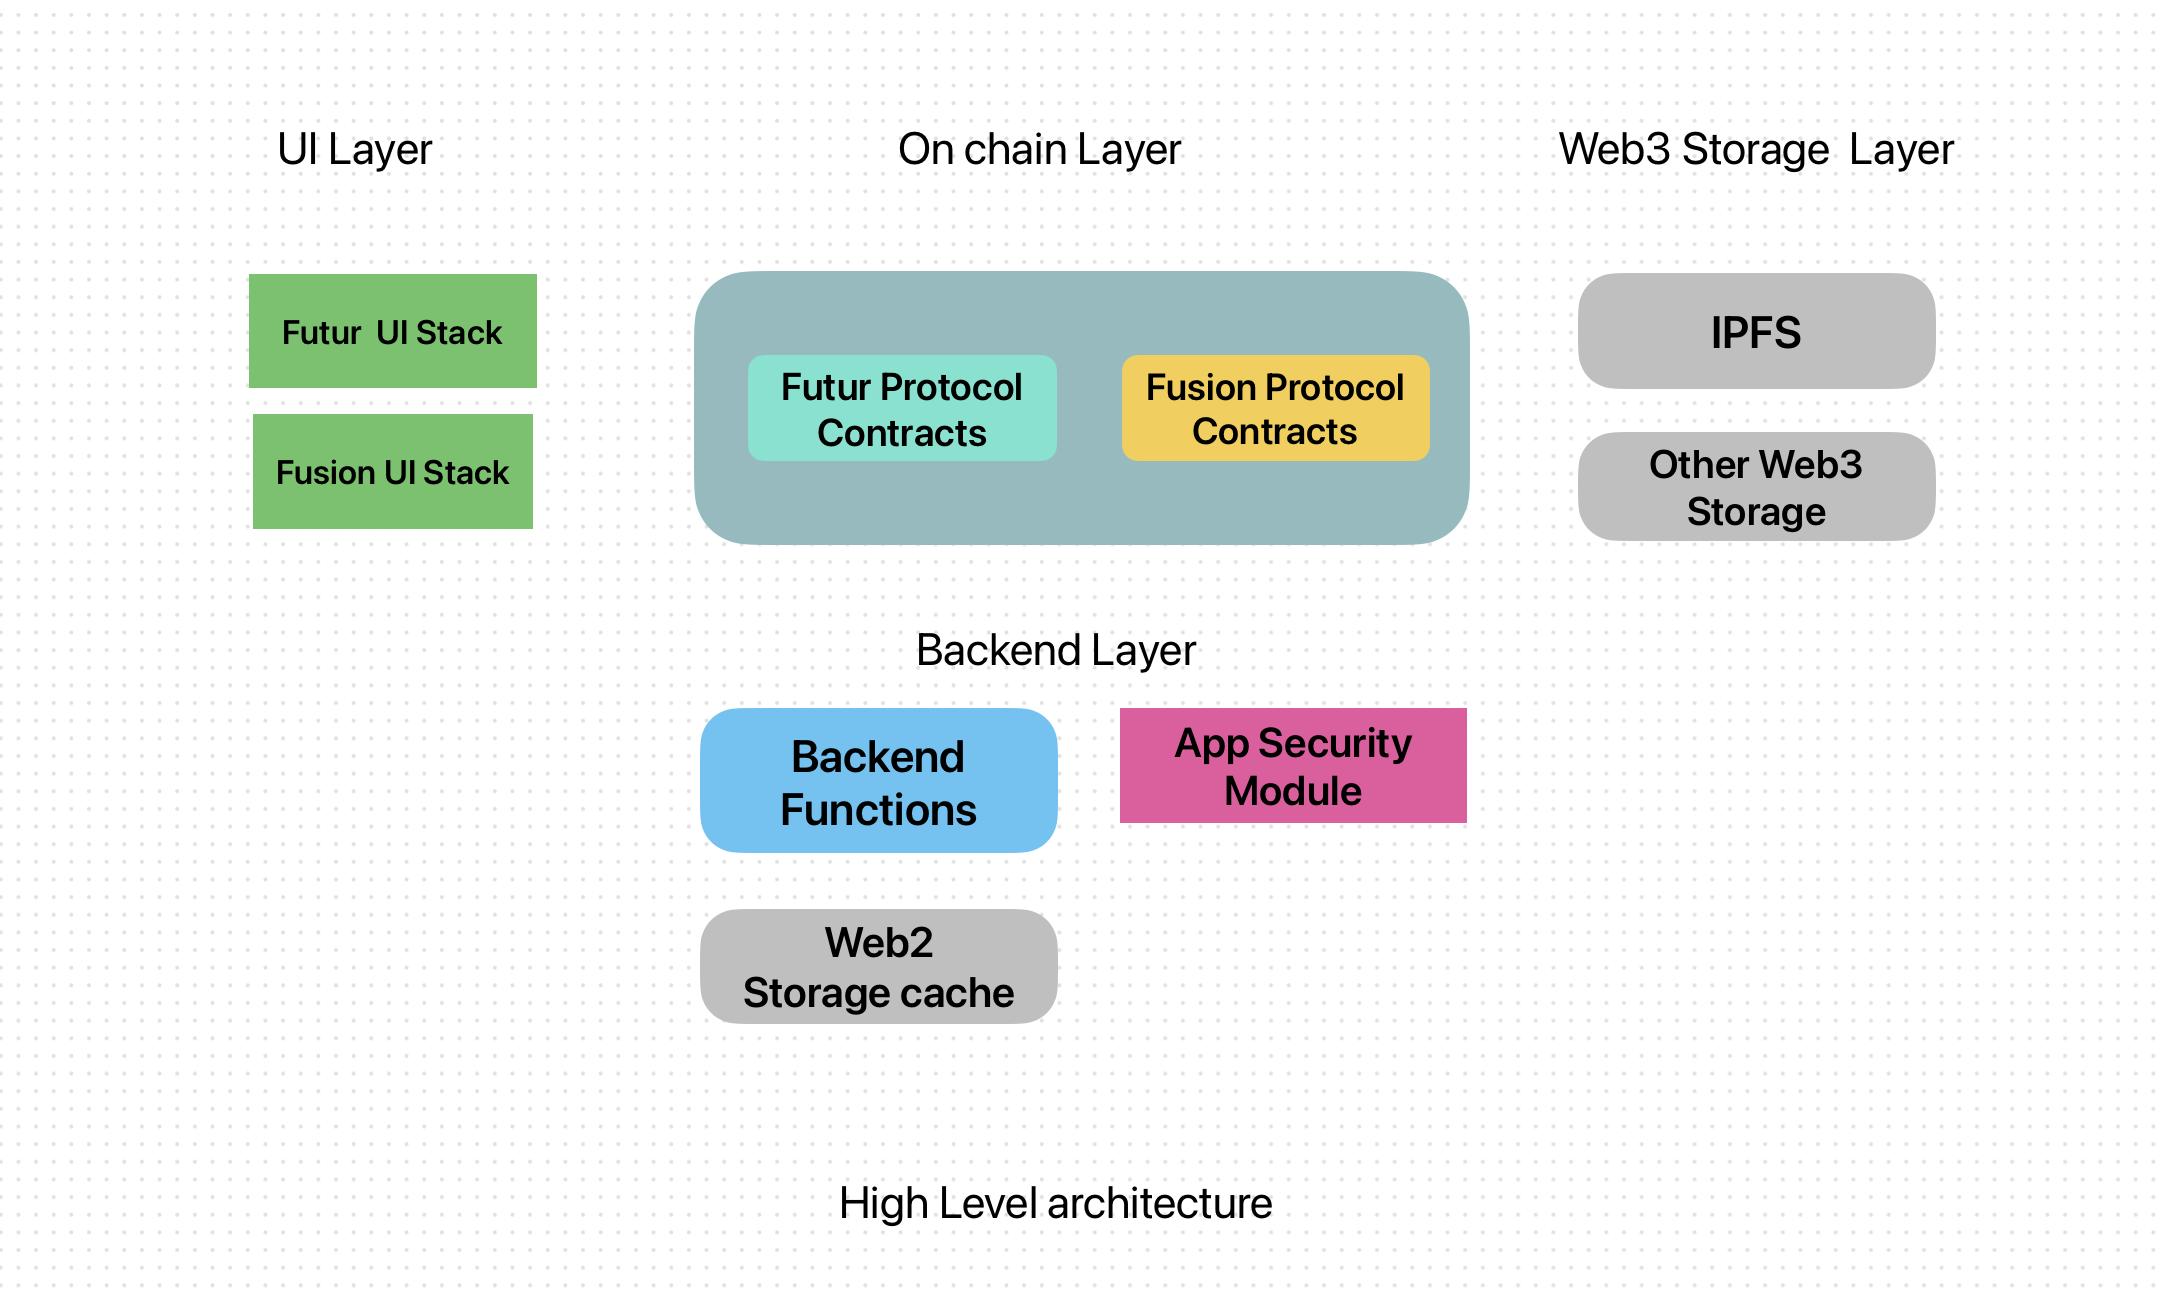 UI Layer
On chain Layer
Web3 Storage  Layer
Futur  UI Stack
Fusion UI Stack
Futur Protocol
Contracts
Fusion Protocol
Contracts
IPFS
Other Web3
Storage
Backend Layer
Backend
Functions
App Security
Module
Web2
Storage cache
High Level architecture